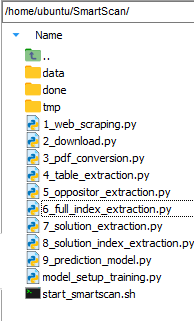 /home/ubuntu/SmartScan/
Name
..
data
done
tmp
1_web_scraping.py
2_download.py
3_pdf_conversion.py
4_table_extraction.py
5_oppositor_extraction.py
6_full_index_extraction.py
7_solution_extraction.py
8_solution_index_extraction.py
9_prediction_model.py
model_setup_training.py
start_smartscan.sh